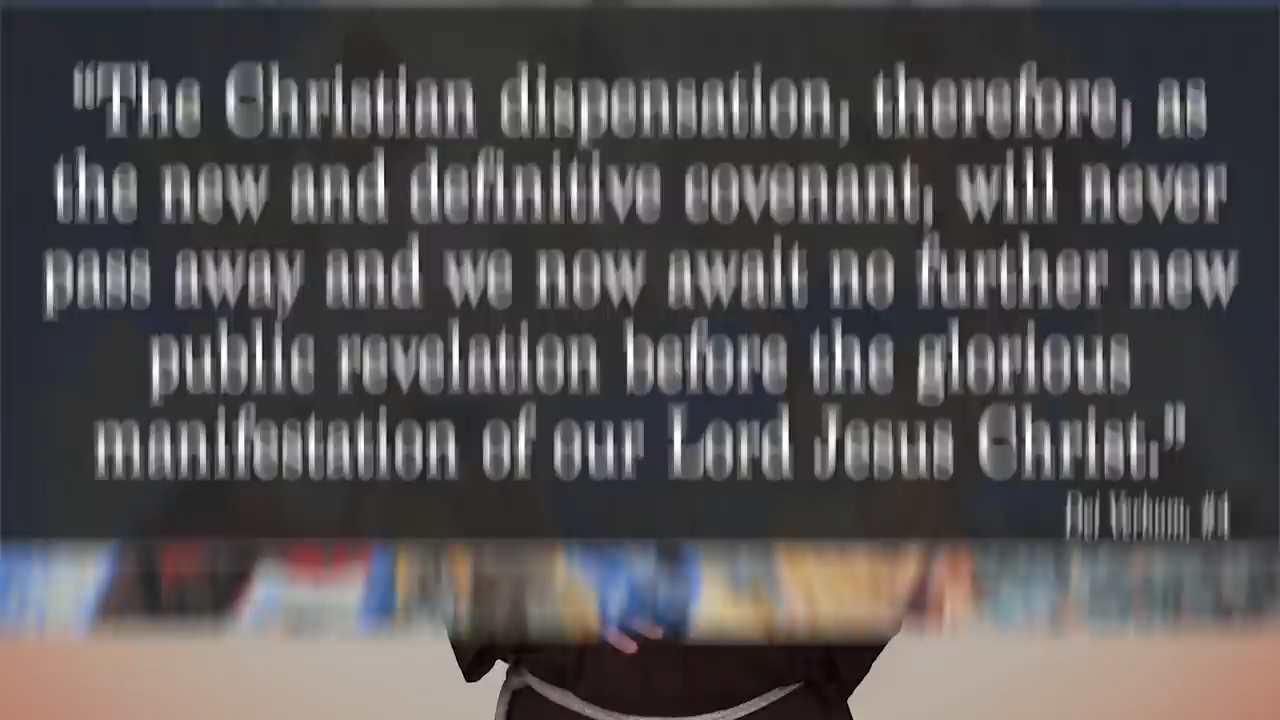 “The Christian dispensation, therefore, as
the new and definitive covenant, will never
pass away and we now await no further new
public revelation before the glorious
manifestation of our Lord Jesus Christ.”
Dei Verbum, #4